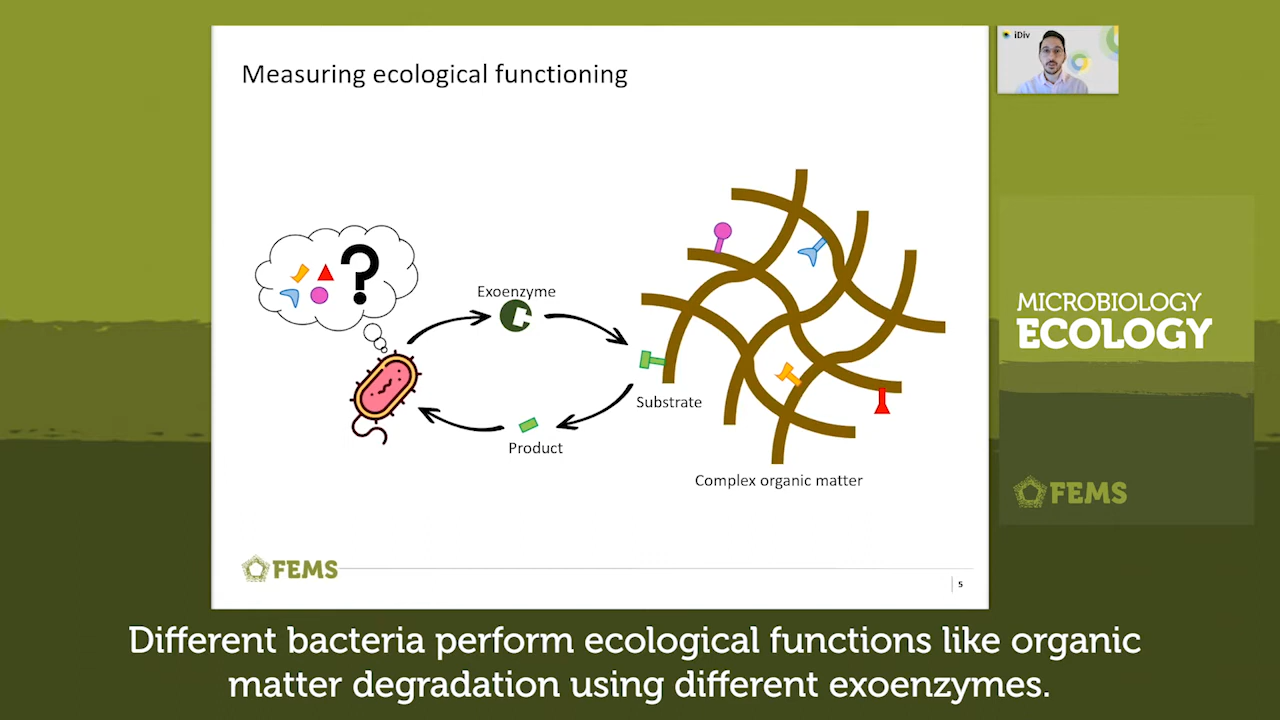 Measuring ecological functioning
iDiv
?
Exoenzyme
Substrate
Product
Complex organic matter
MICROBIOLOGY
ECOLOGY
FEMS
FEMS
5
Different bacteria perform ecological functions like organic
matter degradation using different exoenzymes.